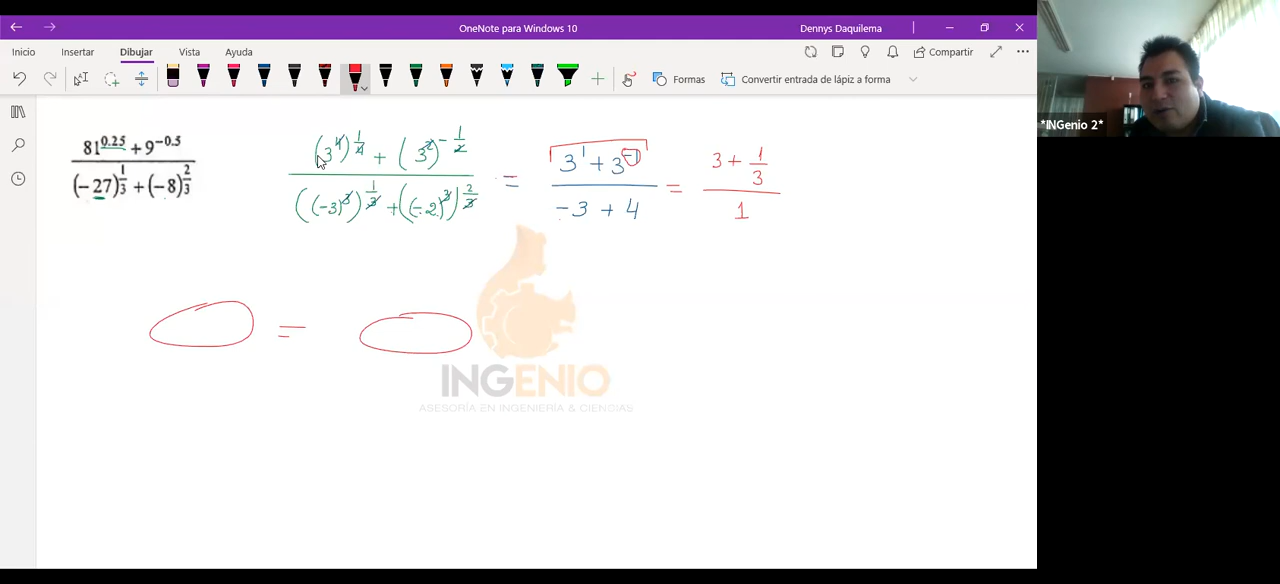 OneNote para Windows 10
Dennys Daquilema
Inicio Insertar Dibujar Vista Ayuda
Compartir
Formas
Convertir entrada de lápiz a forma
*INGenio 2*
81^0.25 + 9^-0.5
(-27)^1/3 + (-8)^2/3
(3^4)^1/4 + (3^2)^-1/2
((-3)^3)^1/3 + ((-2)^3)^2/3
=
3^1 + 3^-1
-3 + 4
=
3 + 1/3
1
=
INGENIO
ASESORÍA EN INGENIERÍA & CIENCIAS